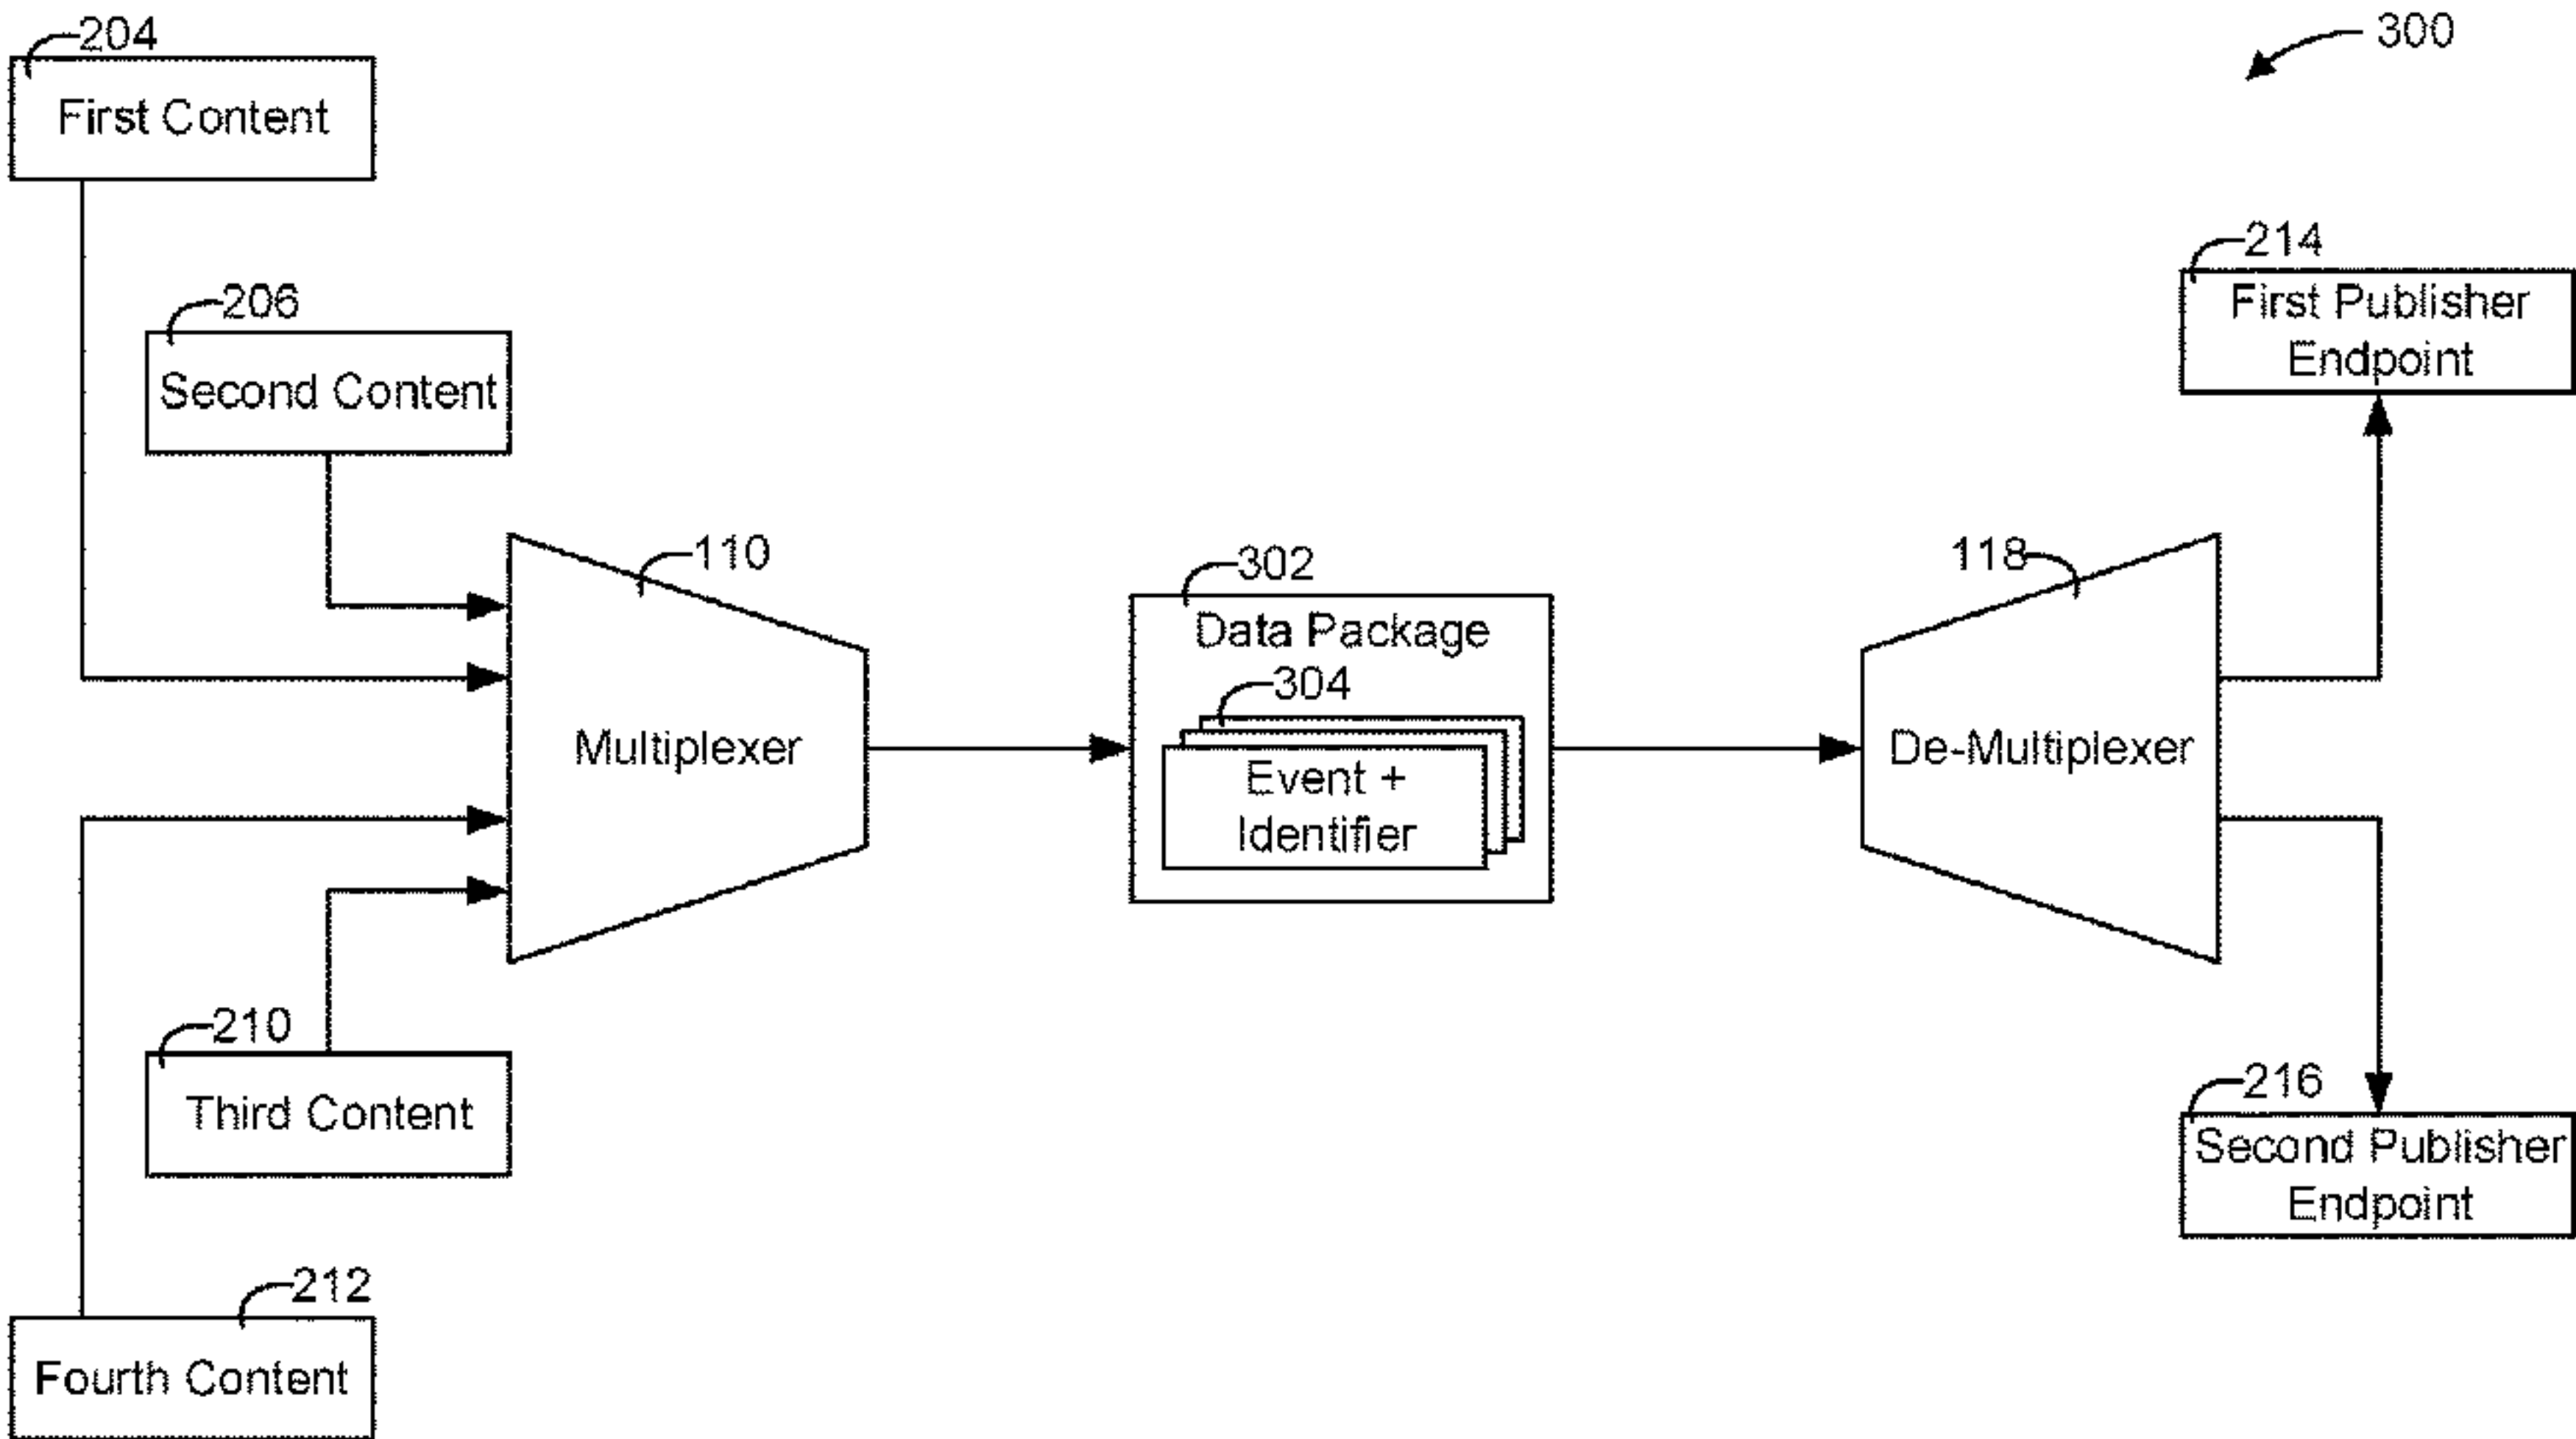 204
300
First Content
214
First Publisher
Endpoint
206
Second Content
110
302
118
Data Package
304
Multiplexer
Event +
Identifier
De-Multiplexer
210
Third Content
216
Second Publisher
Endpoint
212
Fourth Content